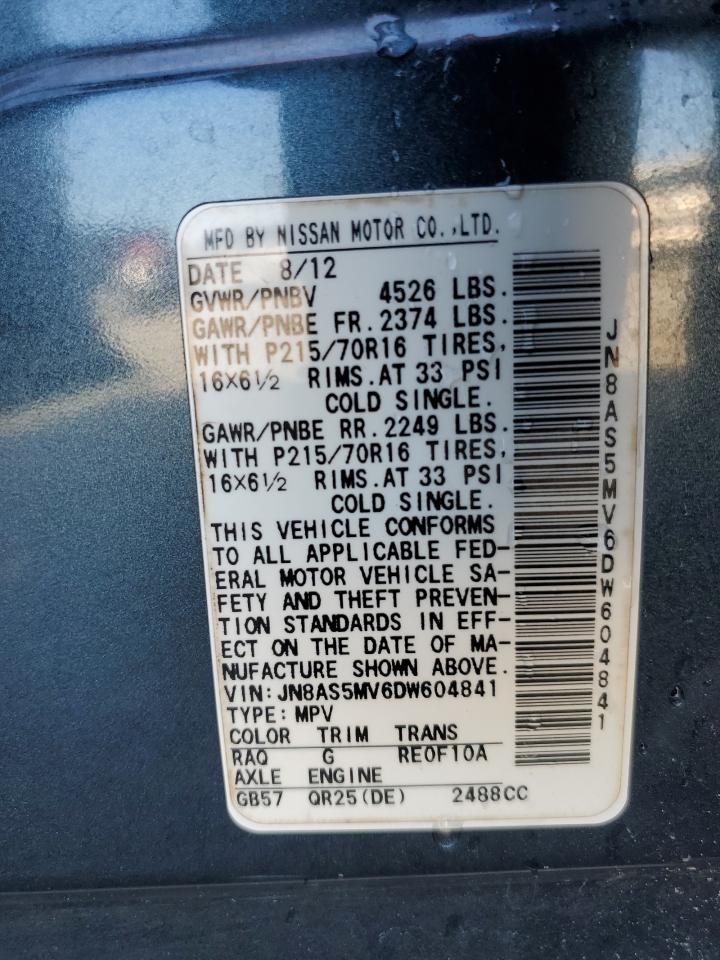 MFD BY NISSAN MOTOR CO.,LTD.
DATE 8/12
GVWR/PNBV 4526 LBS.
GAWR/PNBE FR.2374 LBS.
WITH P215/70R16 TIRES,
16X6½ RIMS.AT 33 PSI
COLD SINGLE.
GAWR/PNBE RR.2249 LBS.
WITH P215/70R16 TIRES,
16X6½ RIMS.AT 33 PSI
COLD SINGLE.
THIS VEHICLE CONFORMS
TO ALL APPLICABLE FED-
ERAL MOTOR VEHICLE SA-
FETY AND THEFT PREVEN-
TION STANDARDS IN EFF-
ECT ON THE DATE OF MA-
NUFACTURE SHOWN ABOVE.
VIN:JN8AS5MV6DW604841
TYPE:MPV
COLOR TRIM TRANS
RAQ G RE0F10A
AXLE ENGINE
GB57 QR25(DE) 2488CC
JN8AS5MV6DW604841